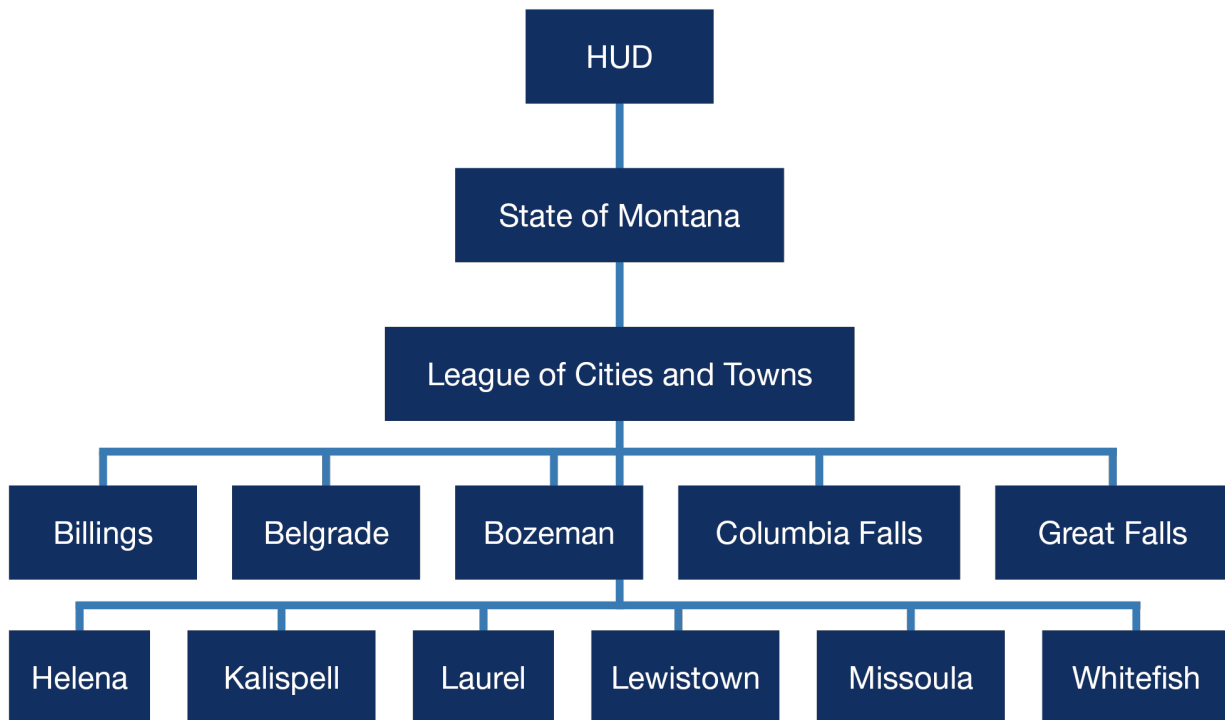 HUD
State of Montana
League of Cities and Towns
Billings
Belgrade
Bozeman
Columbia Falls
Great Falls
Helena
Kalispell
Laurel
Lewistown
Missoula
Whitefish